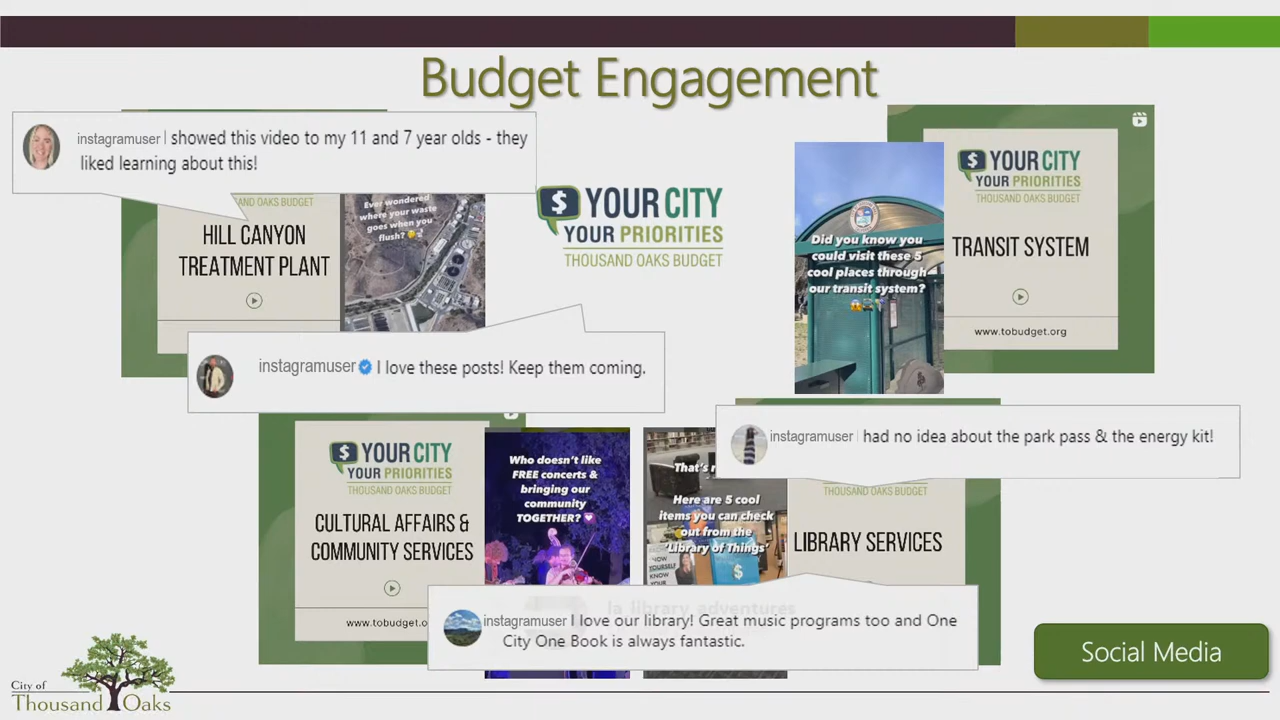 Budget Engagement
instagramuser showed this video to my 11 and 7 year olds - they
liked learning about this!
THOUSAND OAKS BUDGET
HILL CANYON
TREATMENT PLANT
Ever wondered
where your waste
goes when you
flush?
$ YOUR CITY
YOUR PRIORITIES
THOUSAND OAKS BUDGET
Did you know you
could visit these 5
cool places through
our transit system?
$ YOUR CITY
YOUR PRIORITIES
THOUSAND OAKS BUDGET
TRANSIT SYSTEM
www.tobudget.org
instagramuser I love these posts! Keep them coming.
instagramuser had no idea about the park pass & the energy kit!
$ YOUR CITY
YOUR PRIORITIES
THOUSAND OAKS BUDGET
CULTURAL AFFAIRS &
COMMUNITY SERVICES
www.tobudget.o
Who doesn't like
FREE concerts &
bringing our
community
TOGETHER?
That's
Here are 5 cool
items you can check
out from the
'Library of Things'
NOW
YOURSELF
KNOW
YOUR
$
THOUSAND OAKS BUDGET
LIBRARY SERVICES
la library adventures
instagramuser I love our library! Great music programs too and One
City One Book is always fantastic.
Social Media
City of
Thousand Oaks